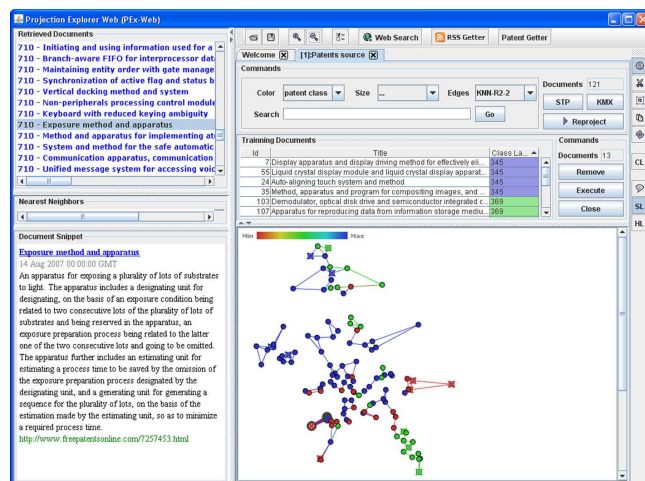 Projection Explorer Web (PEx-Web)
Retrieved Documents
710 - Initiating and using information used for a
710 - Branch-aware FIFO for interprocessor data
710 - Maintaining entity order with gate manage
710 - Synchronization of active flag and status b
710 - Vertical docking method and system
710 - Non-peripherals processing control module
710 - Keyboard with reduced keying ambiguity
710 - Exposure method and apparatus
710 - Method and apparatus for implementing at
710 - System and method for the safe automatic
710 - Communication apparatus, communication
710 - Unified message system for accessing voic
Nearest Neighbors
Document Snippet
Exposure method and apparatus
14 Aug 2007 00:00:00 GMT
An apparatus for exposing a plurality of lots of substrates
to light. The apparatus includes a designating unit for
designating, on the basis of an exposure condition being
related to two consecutive lots of the plurality of lots of
substrates and being reserved in the apparatus, an
exposure preparation process being related to the latter
one of the two consecutive lots and going to be omitted.
The apparatus further includes an estimating unit for
estimating a process time to be saved by the omission of
the exposure preparation process designated by the
designating unit, and a generating unit for generating a
sequence for the plurality of lots, on the basis of the
estimation made by the estimating unit, so as to minimize
a required process time.
http://www.freepatentsonline.com/7257453.html
Web Search RSS Getter Patent Getter
Welcome [1]:Patents source
Commands
Color patent class Size ... Edges KNN-R2-2
Search Go
Documents 121
STP KMX
Reproject
Trainning Documents
Id Title Class La...
7 Display apparatus and display driving method for effectively eli... 345
55 Liquid crystal display module and liquid crystal display apparat... 345
24 Auto-aligning touch system and method 345
35 Method, apparatus and program for compositing images, and ... 345
103 Demodulator, optical disk drive and semiconductor integrated c... 369
107 Apparatus for reproducing data from information storage mediu... 369
Commands
Documents 13
Remove
Execute
Close
Min Max
CL
SL
HL